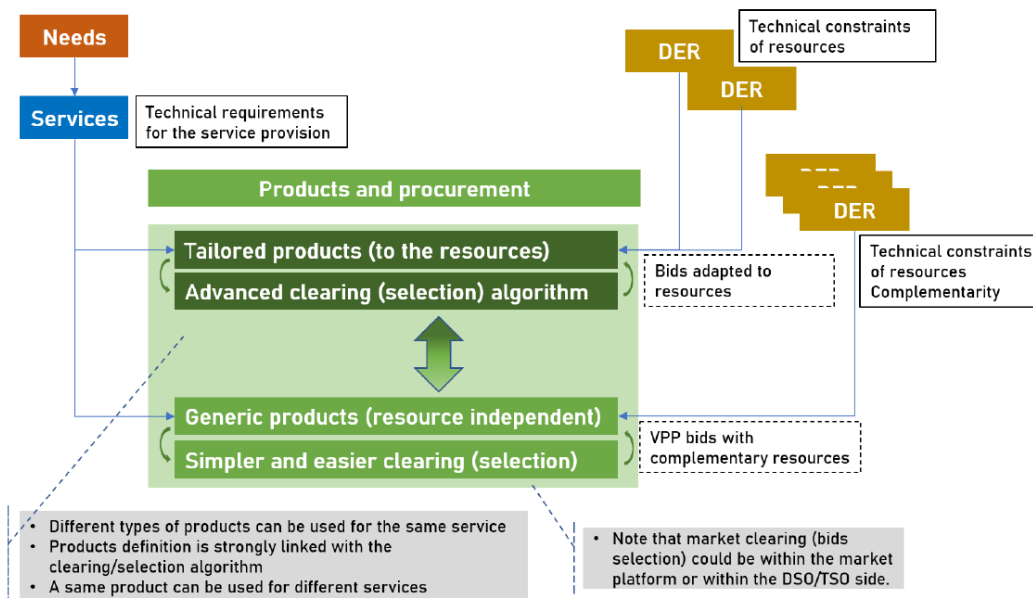 Needs
Services
Technical requirements
for the service provision
DER
DER
Technical constraints
of resources
Products and procurement
DER
Technical constraints
of resources
Complementarity
Tailored products (to the resources)
Advanced clearing (selection) algorithm
Bids adapted to
resources
Generic products (resource independent)
Simpler and easier clearing (selection)
VPP bids with
complementary resources
• Different types of products can be used for the same service
• Products definition is strongly linked with the
clearing/selection algorithm
• A same product can be used for different services
• Note that market clearing (bids
selection) could be within the market
platform or within the DSO/TSO side.